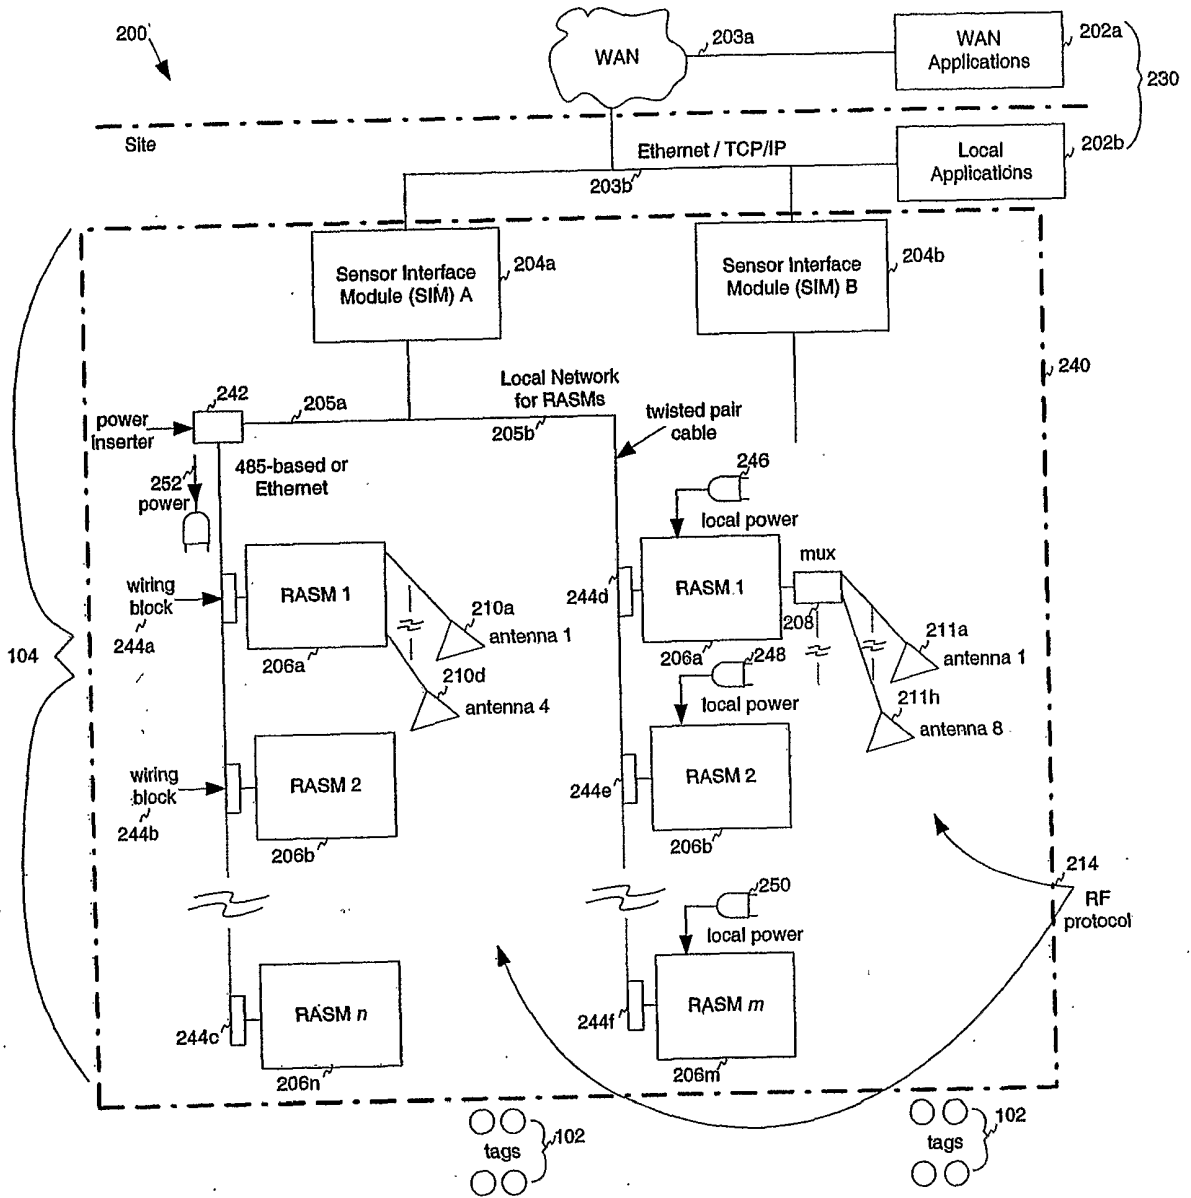 200
WAN
203a
WAN
Applications
202a
230
Site
Ethernet / TCP/IP
203b
Local
Applications
202b
Sensor Interface
Module (SIM) A
204a
Sensor Interface
Module (SIM) B
204b
240
242
205a
Local Network
for RASMs
205b
power
inserter
twisted pair
cable
485-based or
Ethernet
252
power
246
local power
wiring
block
244a
RASM 1
206a
210a
antenna 1
210d
antenna 4
244d
RASM 1
206a
mux
208
211a
antenna 1
211h
antenna 8
104
248
local power
wiring
block
244b
RASM 2
206b
244e
RASM 2
206b
214
RF
protocol
250
local power
244c
RASM n
206n
244f
RASM m
206m
tags
102
tags
102